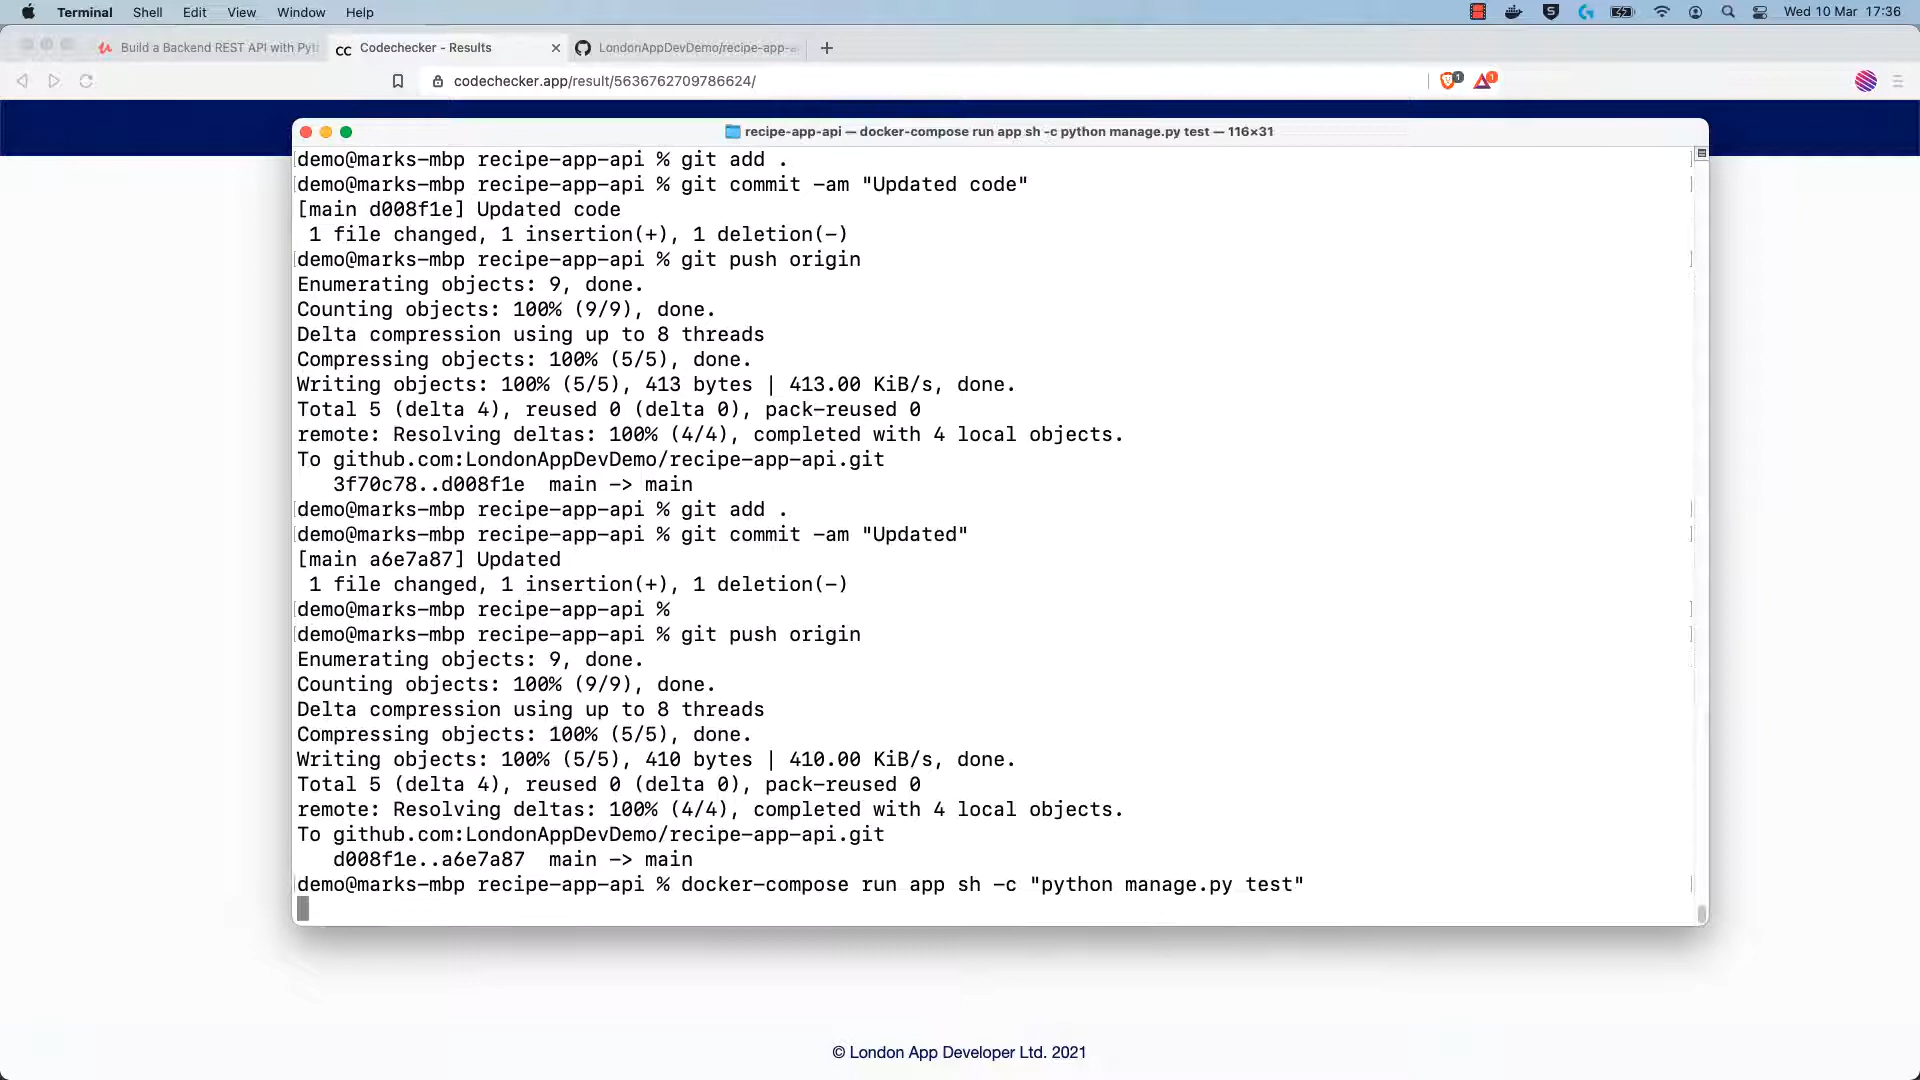 Terminal Shell Edit View Window Help Wed 10 Mar 17:36
Build a Backend REST API with Pyt
CC Codechecker - Results
LondonAppDevDemo/recipe-app-a
codechecker.app/result/5636762709786624/
recipe-app-api — docker-compose run app sh -c python manage.py test — 116×31
demo@marks-mbp recipe-app-api % git add .
demo@marks-mbp recipe-app-api % git commit -am "Updated code"
[main d008f1e] Updated code
1 file changed, 1 insertion(+), 1 deletion(-)
demo@marks-mbp recipe-app-api % git push origin
Enumerating objects: 9, done.
Counting objects: 100% (9/9), done.
Delta compression using up to 8 threads
Compressing objects: 100% (5/5), done.
Writing objects: 100% (5/5), 413 bytes | 413.00 KiB/s, done.
Total 5 (delta 4), reused 0 (delta 0), pack-reused 0
remote: Resolving deltas: 100% (4/4), completed with 4 local objects.
To github.com:LondonAppDevDemo/recipe-app-api.git
3f70c78..d008f1e main -> main
demo@marks-mbp recipe-app-api % git add .
demo@marks-mbp recipe-app-api % git commit -am "Updated"
[main a6e7a87] Updated
1 file changed, 1 insertion(+), 1 deletion(-)
demo@marks-mbp recipe-app-api %
demo@marks-mbp recipe-app-api % git push origin
Enumerating objects: 9, done.
Counting objects: 100% (9/9), done.
Delta compression using up to 8 threads
Compressing objects: 100% (5/5), done.
Writing objects: 100% (5/5), 410 bytes | 410.00 KiB/s, done.
Total 5 (delta 4), reused 0 (delta 0), pack-reused 0
remote: Resolving deltas: 100% (4/4), completed with 4 local objects.
To github.com:LondonAppDevDemo/recipe-app-api.git
d008f1e..a6e7a87 main -> main
demo@marks-mbp recipe-app-api % docker-compose run app sh -c "python manage.py test"
© London App Developer Ltd. 2021